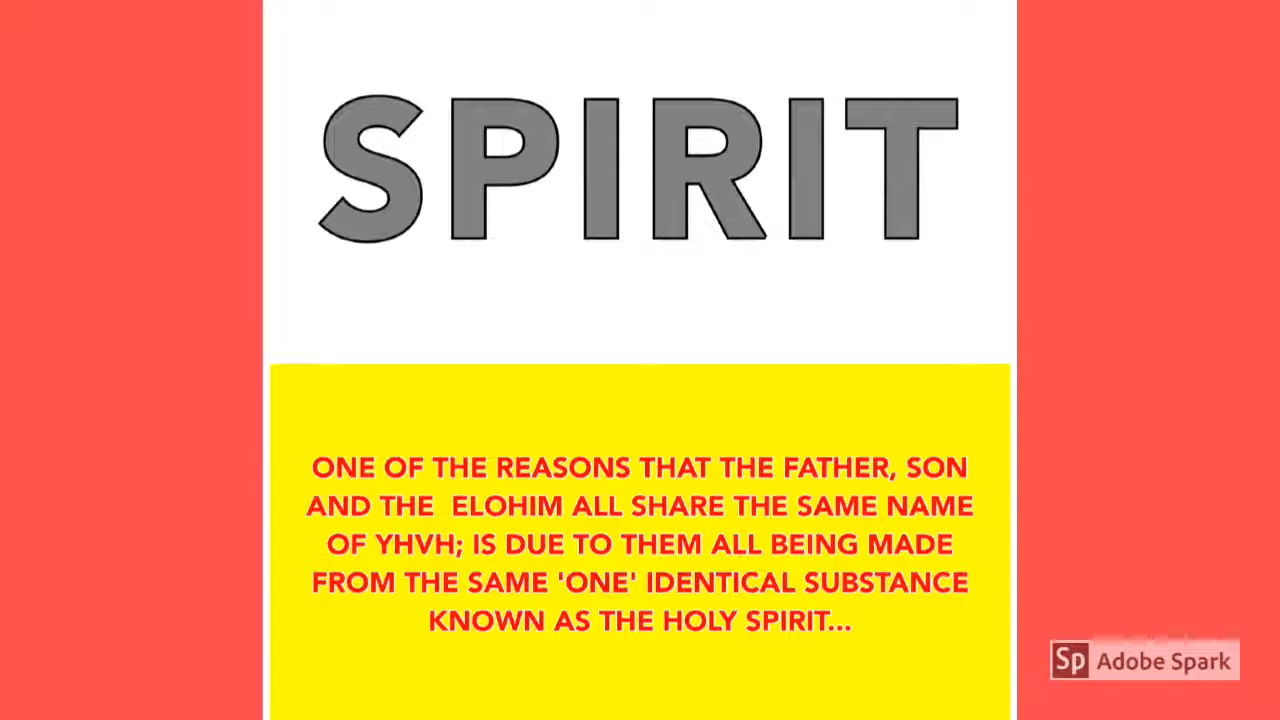 SPIRIT
ONE OF THE REASONS THAT THE FATHER, SON
AND THE  ELOHIM ALL SHARE THE SAME NAME
OF YHVH; IS DUE TO THEM ALL BEING MADE
FROM THE SAME 'ONE' IDENTICAL SUBSTANCE
KNOWN AS THE HOLY SPIRIT...
Sp Adobe Spark